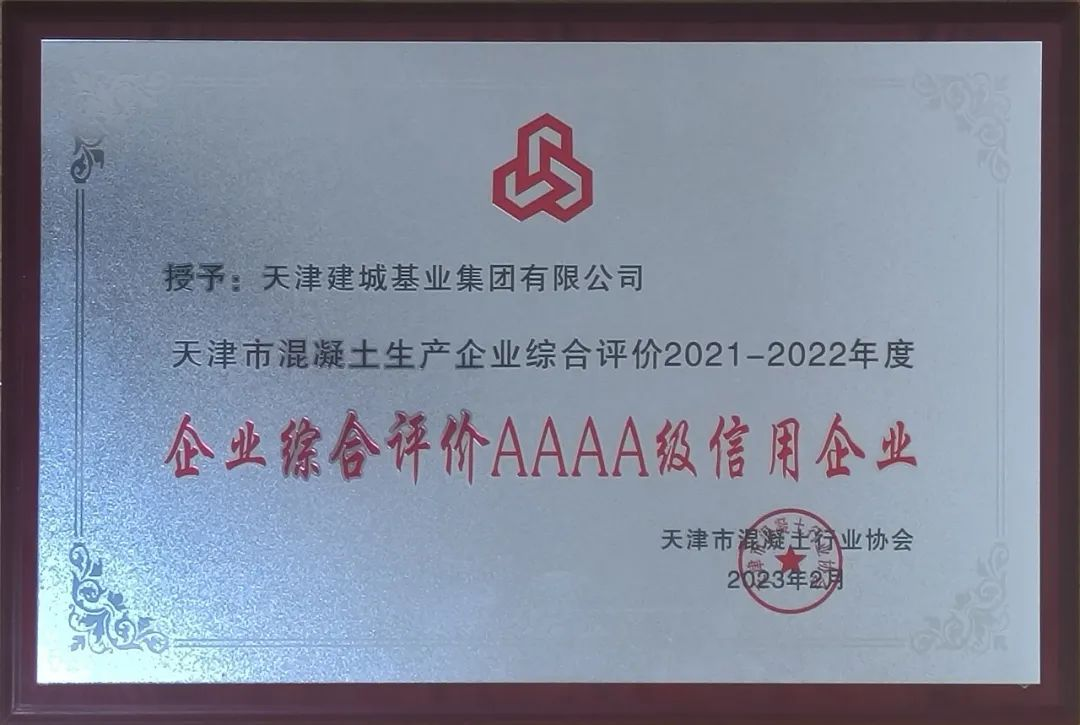 授予：天津建城基业集团有限公司
天津市混凝土生产企业综合评价2021-2022年度
企业综合评价AAAA级信用企业
天津市混凝土行业协会
2023年2月